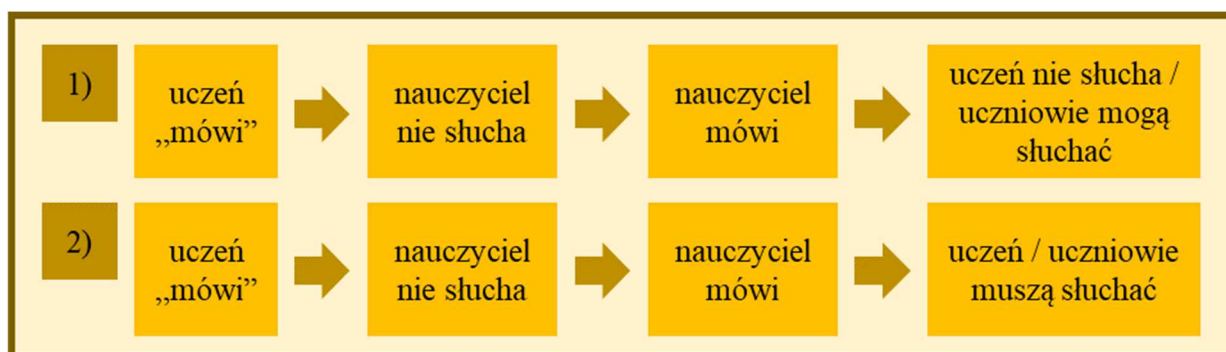 1)
uczeń
„mówi”
nauczyciel
nie słucha
nauczyciel
mówi
uczeń nie słucha /
uczniowie mogą
słuchać
2)
uczeń
„mówi”
nauczyciel
nie słucha
nauczyciel
mówi
uczeń / uczniowie
muszą słuchać